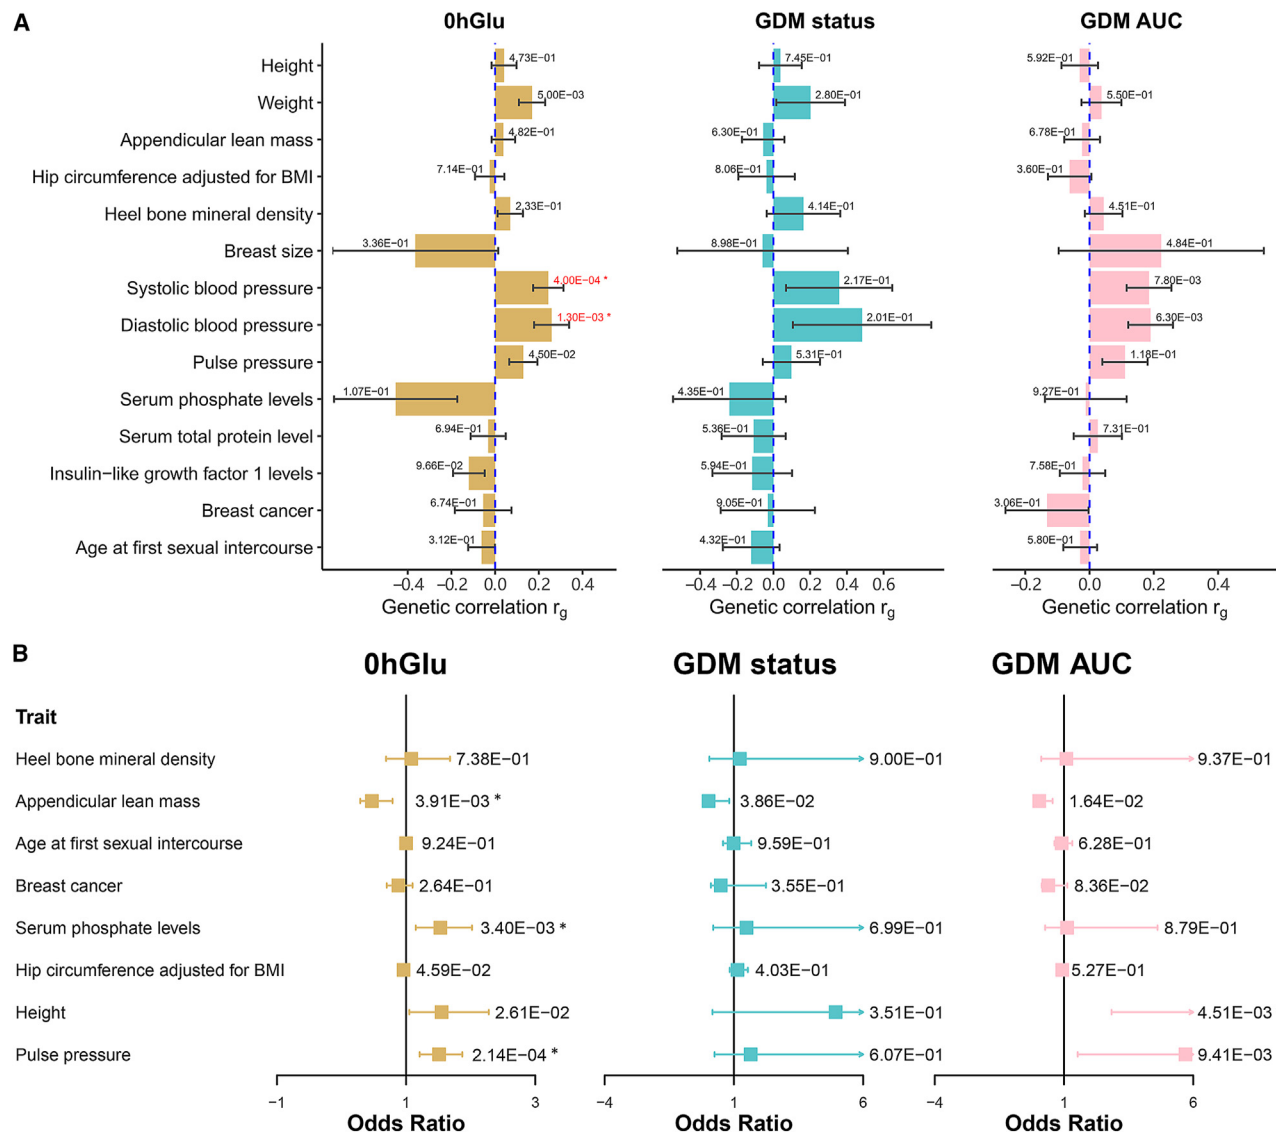 A
0hGlu GDM status GDM AUC
Height 4.73E−01 7.45E−01 5.92E−01
Weight 5.00E−03 2.80E−01 5.50E−01
Appendicular lean mass 4.82E−01 6.30E−01 6.78E−01
Hip circumference adjusted for BMI 7.14E−01 8.06E−01 3.60E−01
Heel bone mineral density 2.33E−01 4.14E−01 4.51E−01
Breast size 3.36E−01 8.98E−01 4.84E−01
Systolic blood pressure 4.00E−04 * 2.17E−01 7.80E−03
Diastolic blood pressure 1.30E−03 * 2.01E−01 6.30E−03
Pulse pressure 4.50E−02 5.31E−01 1.18E−01
Serum phosphate levels 1.07E−01 4.35E−01 9.27E−01
Serum total protein level 6.94E−01 5.36E−01 7.31E−01
Insulin−like growth factor 1 levels 9.66E−02 5.94E−01 7.58E−01
Breast cancer 6.74E−01 9.05E−01 3.06E−01
Age at first sexual intercourse 3.12E−01 4.32E−01 5.80E−01
−0.4 −0.2 0.0 0.2 0.4 −0.4 −0.2 0.0 0.2 0.4 0.6 −0.2 0.0 0.2 0.4
Genetic correlation rg Genetic correlation rg Genetic correlation rg
B
0hGlu GDM status GDM AUC
Trait
Heel bone mineral density 7.38E−01 9.00E−01 9.37E−01
Appendicular lean mass 3.91E−03 * 3.86E−02 1.64E−02
Age at first sexual intercourse 9.24E−01 9.59E−01 6.28E−01
Breast cancer 2.64E−01 3.55E−01 8.36E−02
Serum phosphate levels 3.40E−03 * 6.99E−01 8.79E−01
Hip circumference adjusted for BMI 4.59E−02 4.03E−01 5.27E−01
Height 2.61E−02 3.51E−01 4.51E−03
Pulse pressure 2.14E−04 * 6.07E−01 9.41E−03
−1 1 3 −4 1 6 −4 1 6
Odds Ratio Odds Ratio Odds Ratio